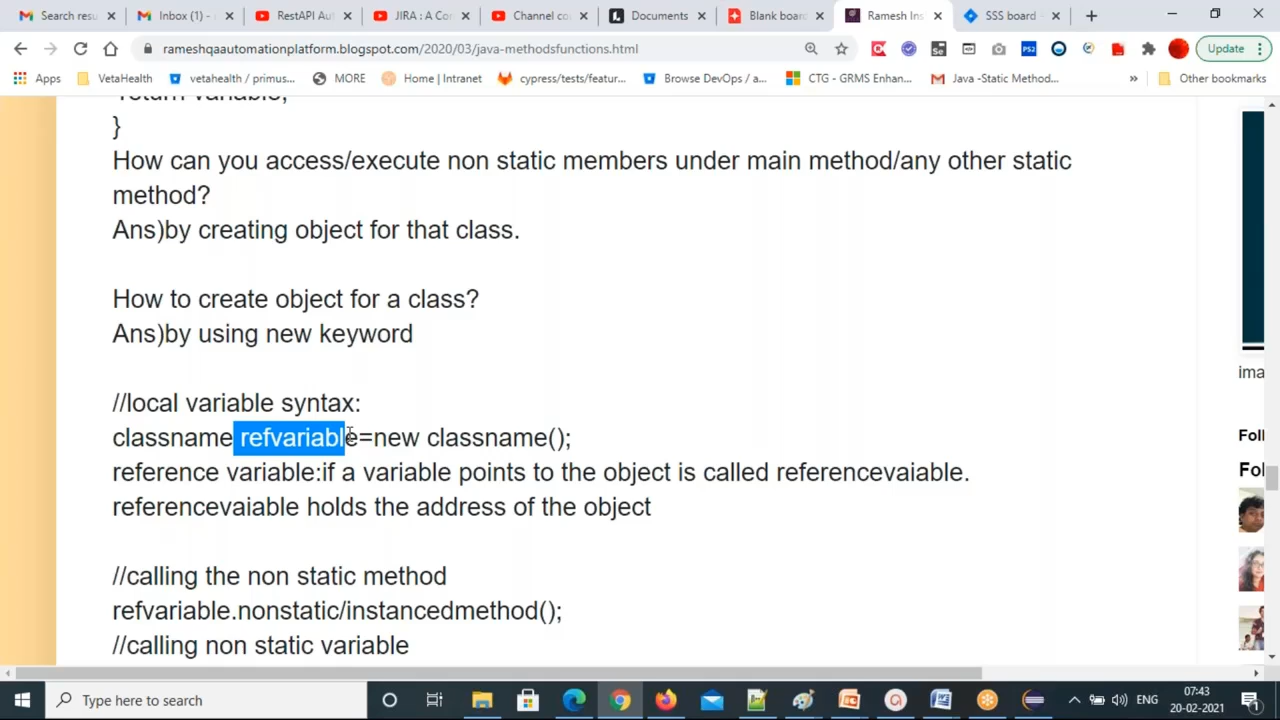 Search resu
Inbox (1) -
RestAPI Au
JIRA : A Co
Channel co
Documents
Blank board
Ramesh Ins
SSS board -
rameshqaautomationplatform.blogspot.com/2020/03/java-methodsfunctions.html
Update
Apps
VetaHealth
vetahealth / primus...
MORE
Home | Intranet
cypress/tests/featur...
Browse DevOps / a...
CTG - GRMS Enhan...
Java -Static Method...
»
Other bookmarks
return variable;
}
How can you access/execute non static members under main method/any other static
method?
Ans)by creating object for that class.
How to create object for a class?
Ans)by using new keyword
//local variable syntax:
classname refvariable=new classname();
reference variable:if a variable points to the object is called referencevaiable.
referencevaiable holds the address of the object
//calling the non static method
refvariable.nonstatic/instancedmethod();
//calling non static variable
ima
Foll
Fol
Type here to search
ENG
07:43
20-02-2021